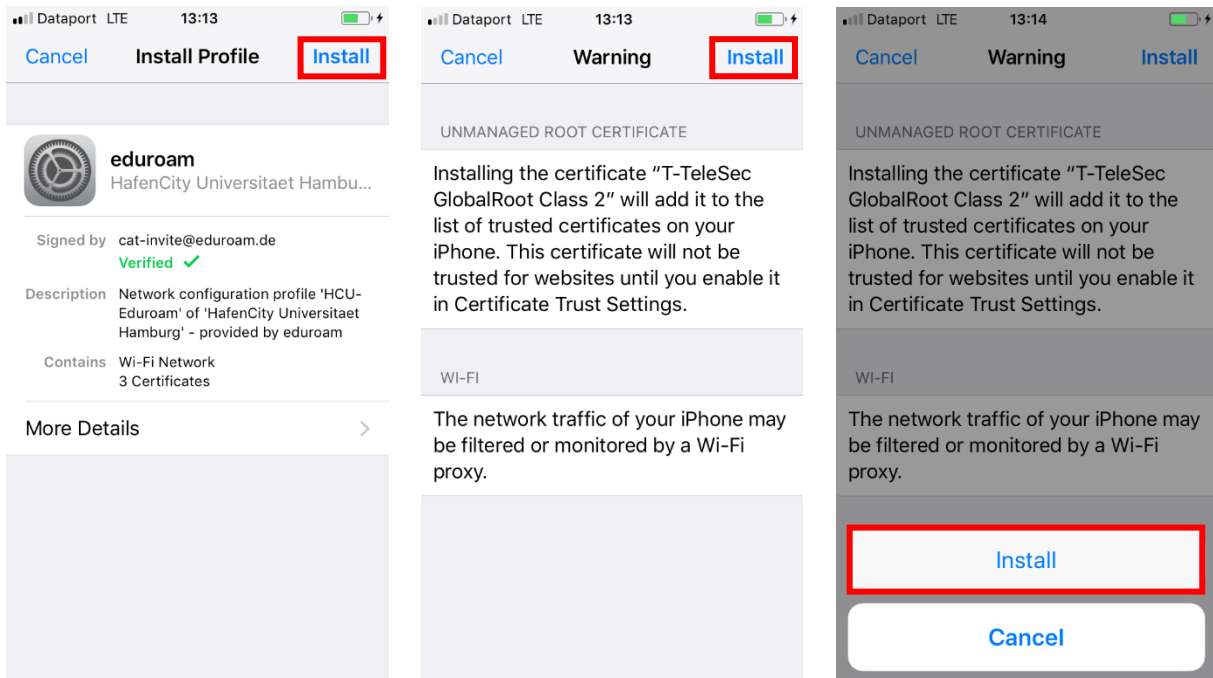 Dataport LTE 13:13
Cancel Install Profile Install
eduroam
HafenCity Universitaet Hambu...
Signed by cat-invite@eduroam.de
Verified
Description Network configuration profile 'HCU-
Eduroam' of 'HafenCity Universitaet
Hamburg' - provided by eduroam
Contains Wi-Fi Network
3 Certificates
More Details
Dataport LTE 13:13
Cancel Warning Install
UNMANAGED ROOT CERTIFICATE
Installing the certificate “T-TeleSec
GlobalRoot Class 2” will add it to the
list of trusted certificates on your
iPhone. This certificate will not be
trusted for websites until you enable it
in Certificate Trust Settings.
WI-FI
The network traffic of your iPhone may
be filtered or monitored by a Wi-Fi
proxy.
Dataport LTE 13:14
Cancel Warning Install
UNMANAGED ROOT CERTIFICATE
Installing the certificate “T-TeleSec
GlobalRoot Class 2” will add it to the
list of trusted certificates on your
iPhone. This certificate will not be
trusted for websites until you enable it
in Certificate Trust Settings.
WI-FI
The network traffic of your iPhone may
be filtered or monitored by a Wi-Fi
proxy.
Install
Cancel